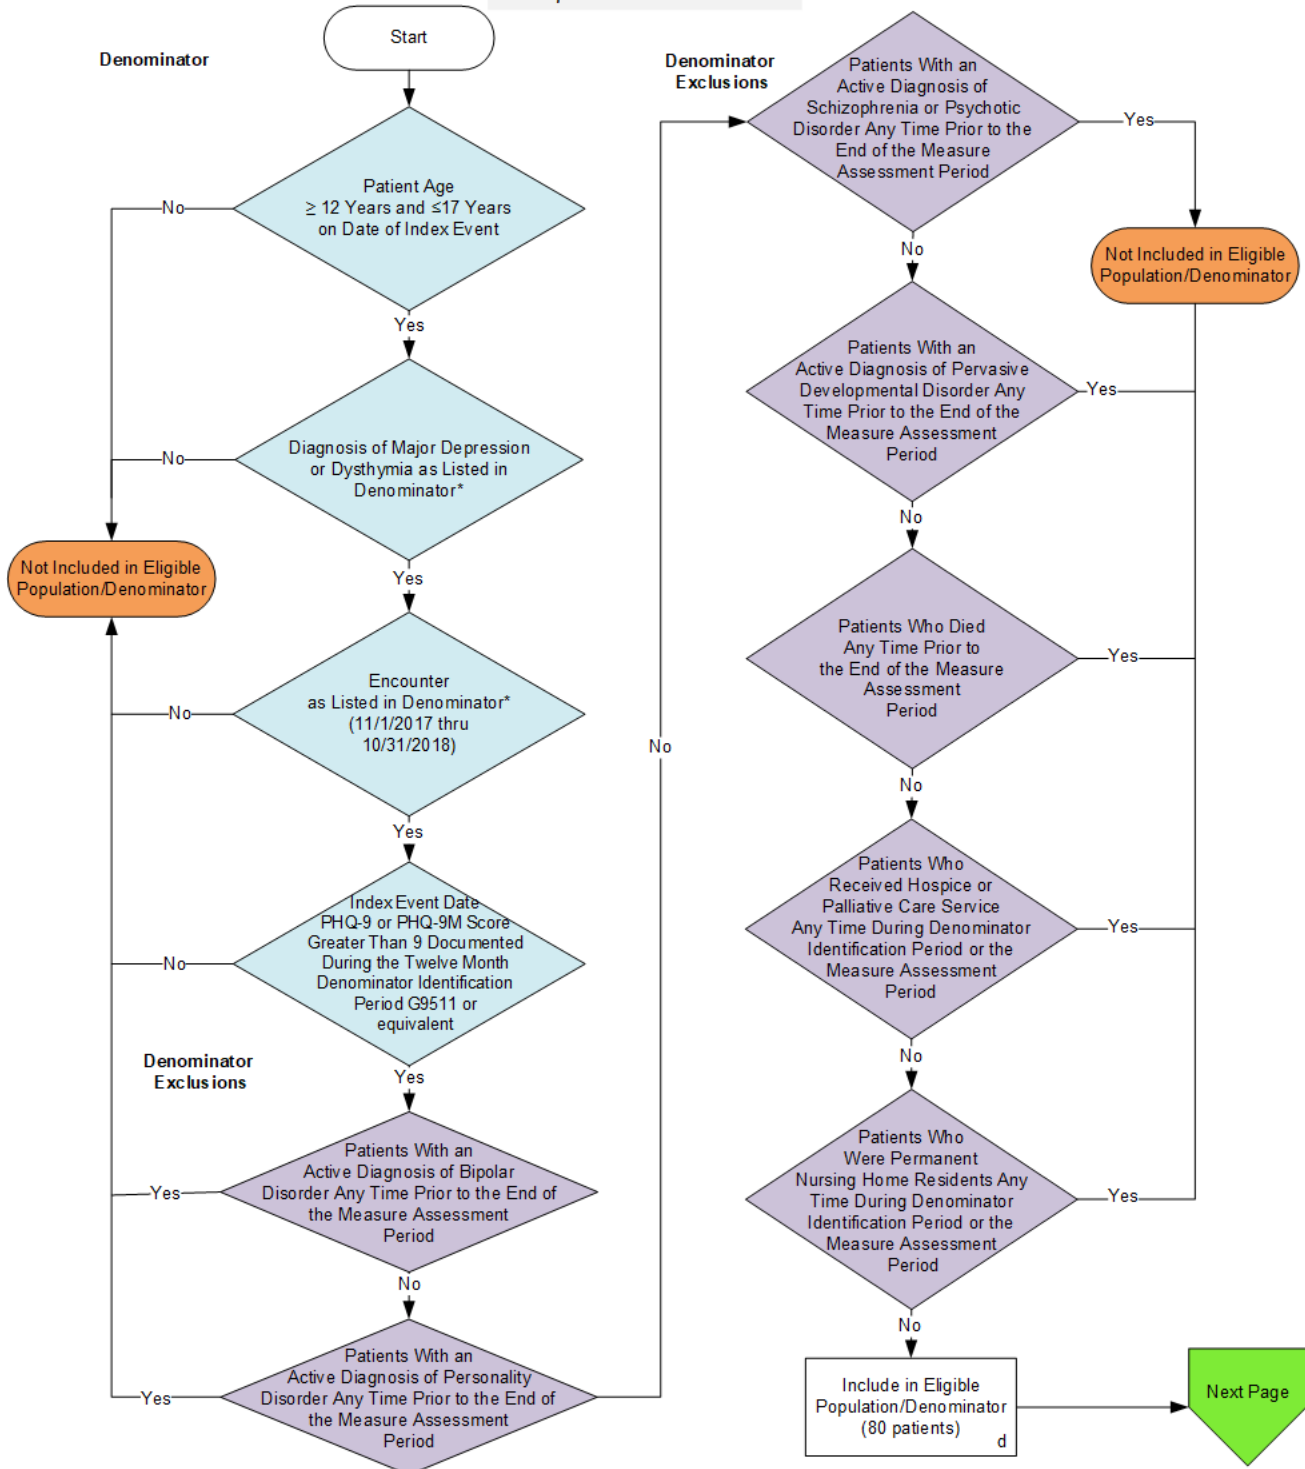 Start
Denominator
Patient Age
≥ 12 Years and ≤17 Years
on Date of Index Event
No
Yes
Diagnosis of Major Depression
or Dysthymia as Listed in
Denominator*
No
Not Included in Eligible
Population/Denominator
Yes
Encounter
as Listed in Denominator*
(11/1/2017 thru
10/31/2018)
No
Yes
Index Event Date
PHQ-9 or PHQ-9M Score
Greater Than 9 Documented
During the Twelve Month
Denominator Identification
Period G9511 or
equivalent
No
Denominator
Exclusions
Yes
Patients With an
Active Diagnosis of Bipolar
Disorder Any Time Prior to the End of
the Measure Assessment
Period
Yes
No
Patients With an
Active Diagnosis of Personality
Disorder Any Time Prior to the End of
the Measure Assessment
Period
Yes
No
Denominator
Exclusions
Patients With an
Active Diagnosis of
Schizophrenia or Psychotic
Disorder Any Time Prior to the
End of the Measure
Assessment Period
Yes
Not Included in Eligible
Population/Denominator
No
Patients With an
Active Diagnosis of Pervasive
Developmental Disorder Any
Time Prior to the End of the
Measure Assessment
Period
Yes
No
Patients Who Died
Any Time Prior to
the End of the Measure
Assessment
Period
Yes
No
Patients Who
Received Hospice or
Palliative Care Service
Any Time During Denominator
Identification Period or the
Measure Assessment
Period
Yes
No
Patients Who
Were Permanent
Nursing Home Residents Any
Time During Denominator
Identification Period or the
Measure Assessment
Period
Yes
No
Include in Eligible
Population/Denominator
(80 patients)
d
Next Page